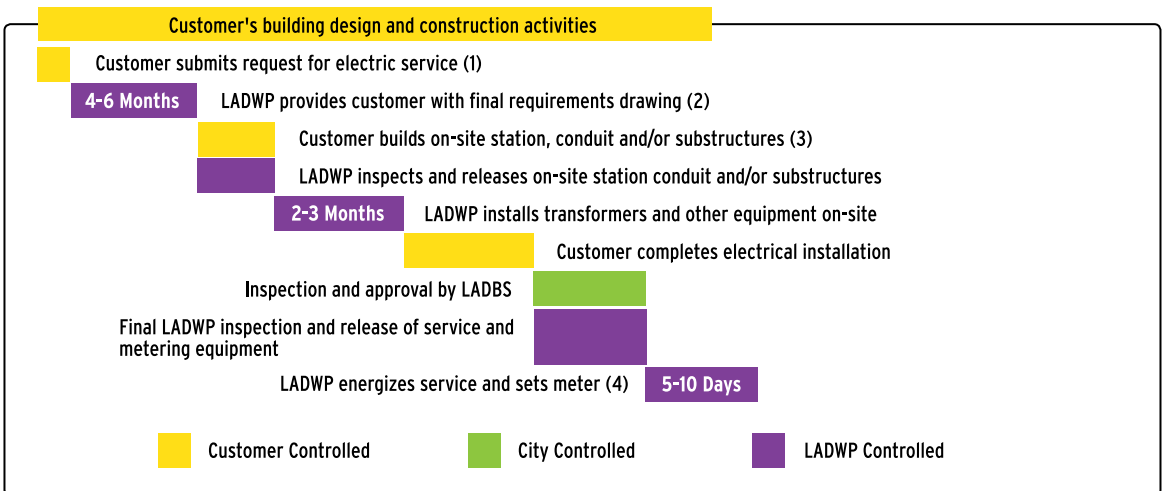 Customer's building design and construction activities
Customer submits request for electric service (1)
4-6 Months LADWP provides customer with final requirements drawing (2)
Customer builds on-site station, conduit and/or substructures (3)
LADWP inspects and releases on-site station conduit and/or substructures
2-3 Months LADWP installs transformers and other equipment on-site
Customer completes electrical installation
Inspection and approval by LADBS
Final LADWP inspection and release of service and
metering equipment
LADWP energizes service and sets meter (4) 5-10 Days
Customer Controlled City Controlled LADWP Controlled